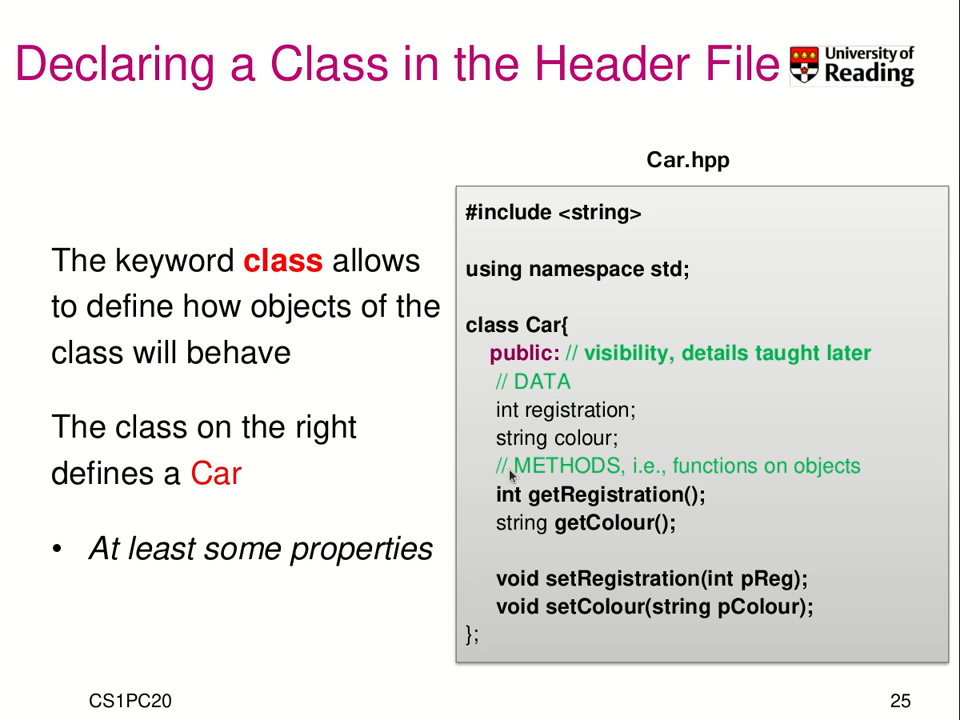 Declaring a Class in the Header File
University of
Reading
Car.hpp
The keyword class allows
to define how objects of the
class will behave
The class on the right
defines a Car
• At least some properties
#include <string>
using namespace std;
class Car{
public: // visibility, details taught later
// DATA
int registration;
string colour;
// METHODS, i.e., functions on objects
int getRegistration();
string getColour();
void setRegistration(int pReg);
void setColour(string pColour);
};
CS1PC20
25